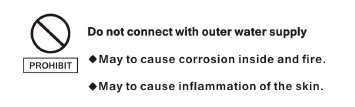 Do not connect with outer water supply
◆May to cause corrosion inside and fire.
PROHIBIT
◆May to cause inflammation of the skin.